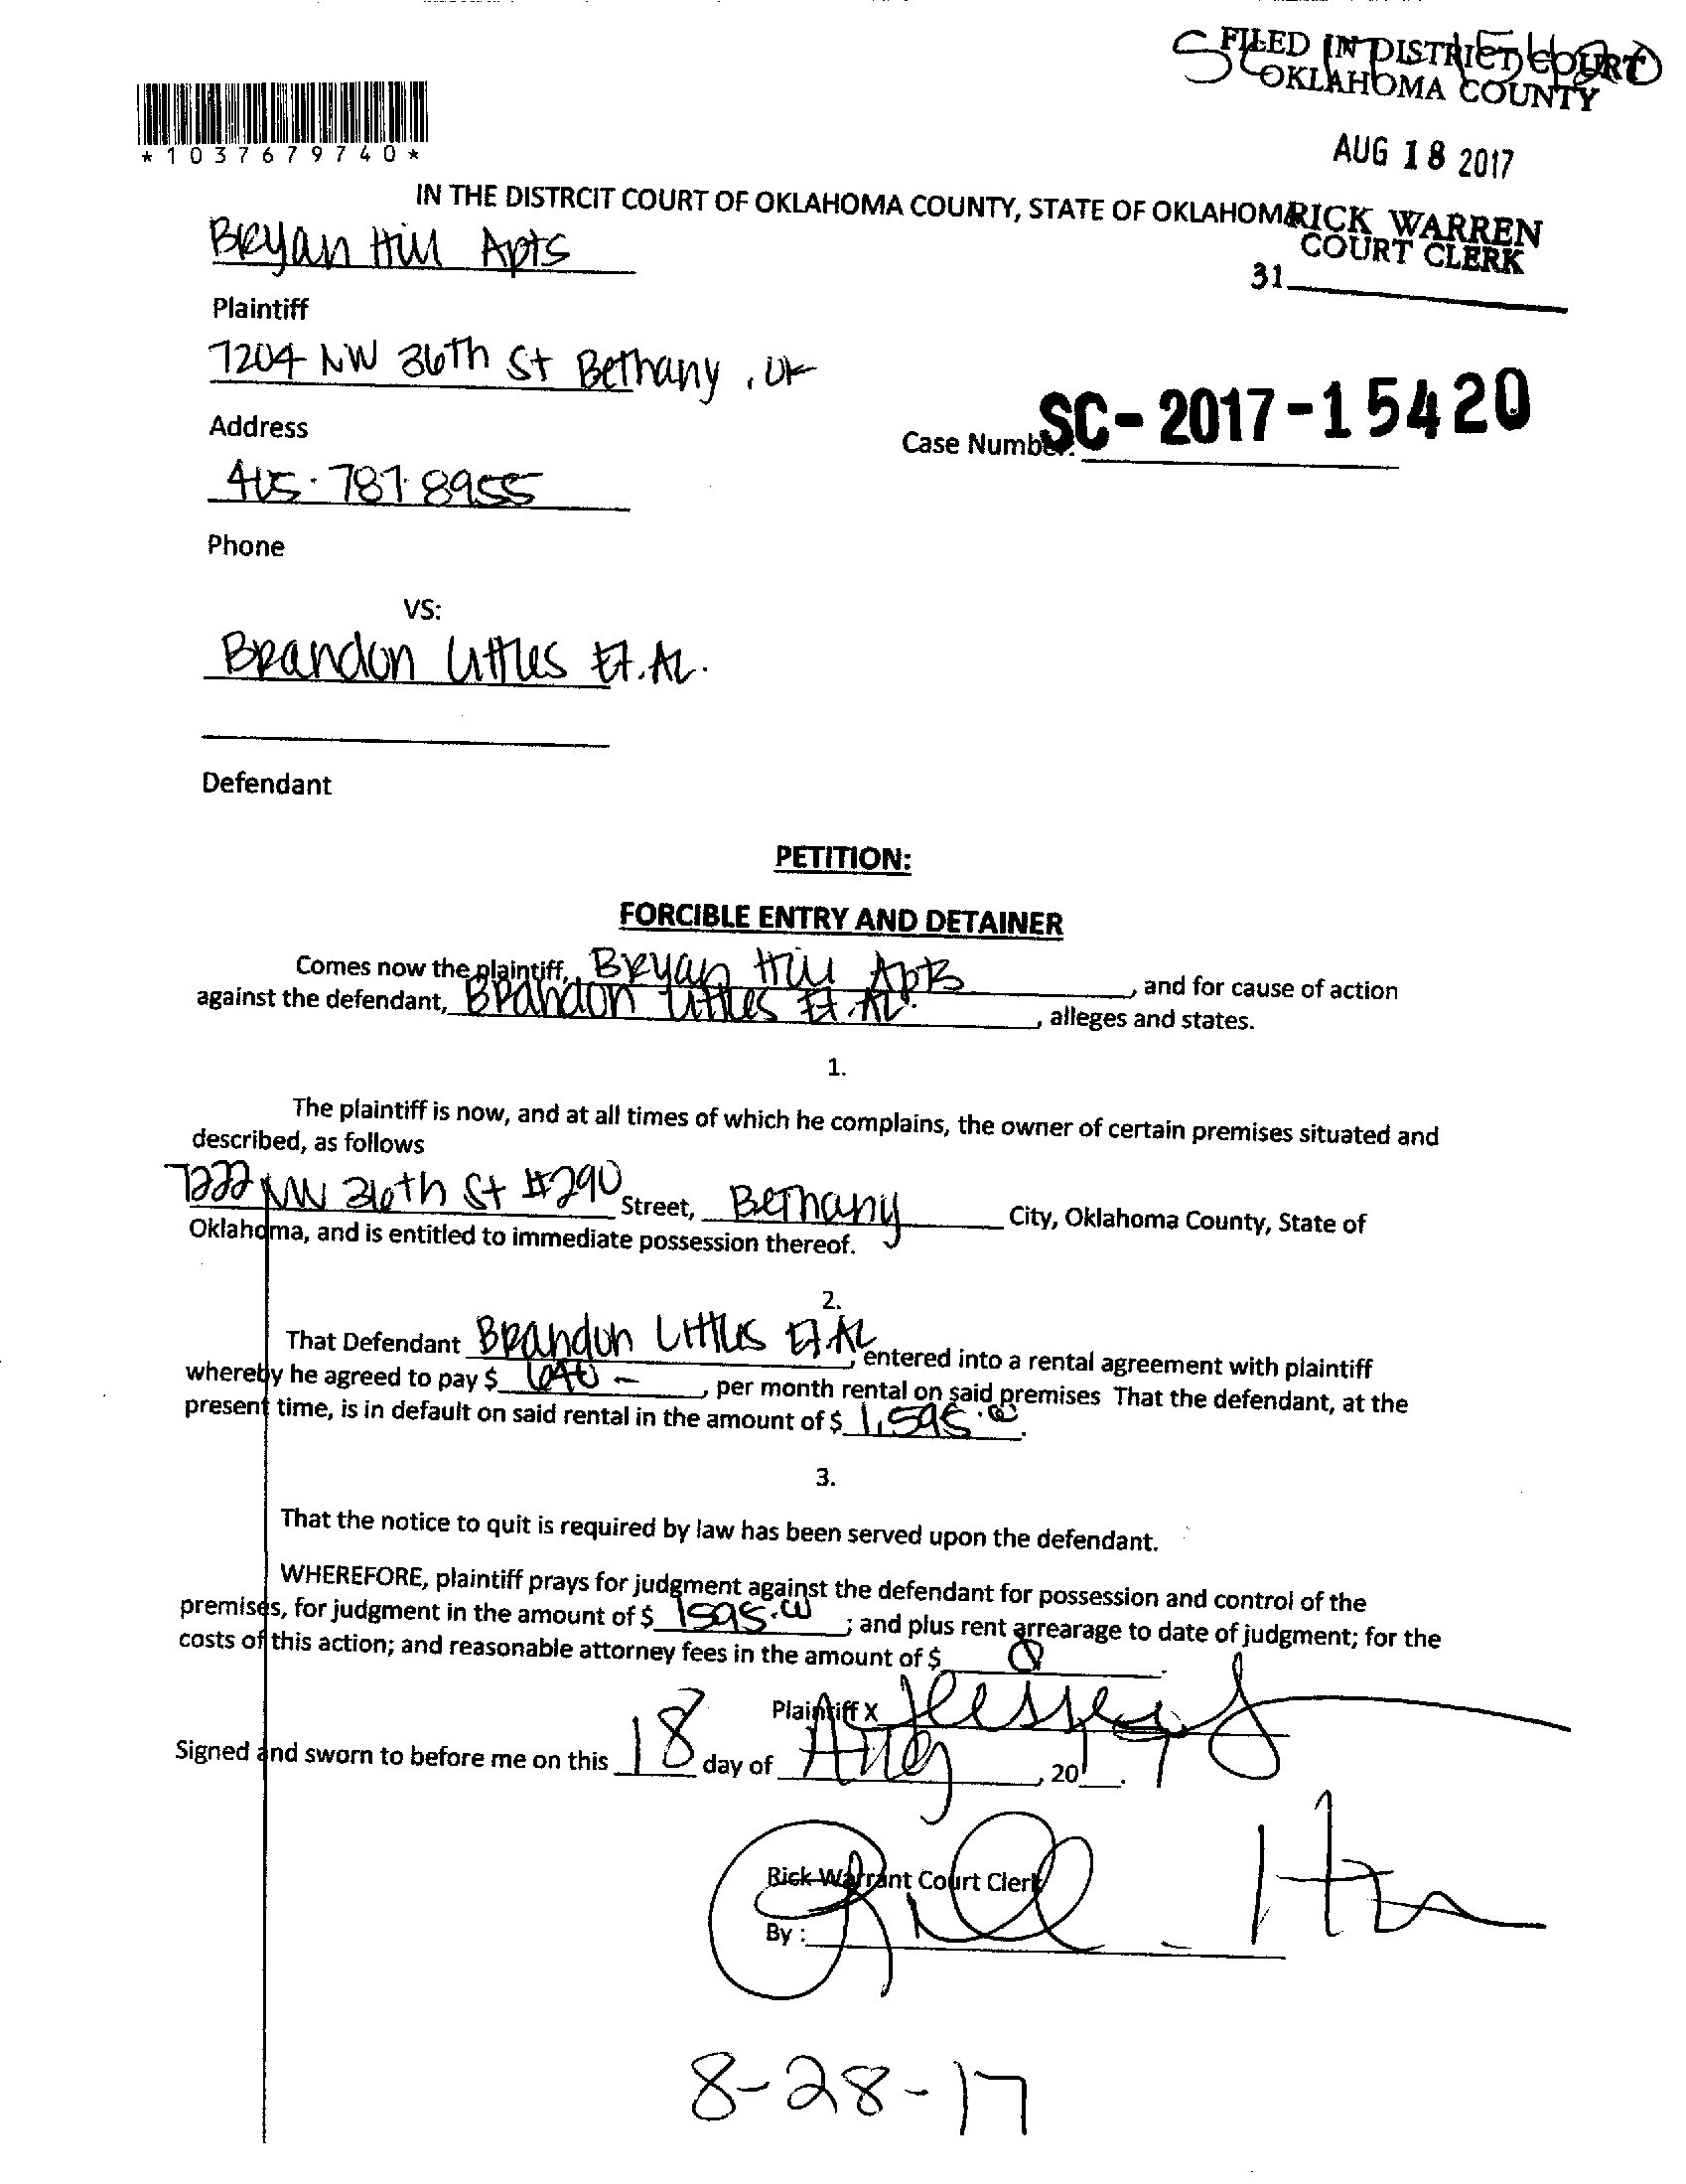 FILED IN DISTRICT COURT
OKLAHOMA COUNTY
SC 17 15420
AUG 18 2017
*1037679740*
IN THE DISTRCIT COURT OF OKLAHOMA COUNTY, STATE OF OKLAHOMA
RICK WARREN
COURT CLERK
31
Bryan Hill Apts
Plaintiff
7204 NW 36th St Bethany, OK
Address
Case Number: SC-2017-15420
405.787.8955
Phone
VS:
Brandon Littles Et. AL.
Defendant
PETITION:
FORCIBLE ENTRY AND DETAINER
Comes now the plaintiff, Bryan Hill Apts, and for cause of action
against the defendant, Brandon Littles Et. AL., alleges and states.
1.
The plaintiff is now, and at all times of which he complains, the owner of certain premises situated and
described, as follows
7222 NW 36th St #290 Street, Bethany City, Oklahoma County, State of
Oklahoma, and is entitled to immediate possession thereof.
2.
That Defendant Brandon Littles Et. AL, entered into a rental agreement with plaintiff
whereby he agreed to pay $ 640 -, per month rental on said premises That the defendant, at the
present time, is in default on said rental in the amount of $ 1,595.00.
3.
That the notice to quit is required by law has been served upon the defendant.
WHEREFORE, plaintiff prays for judgment against the defendant for possession and control of the
premises, for judgment in the amount of $ 1595.00; and plus rent arrearage to date of judgment; for the
costs of this action; and reasonable attorney fees in the amount of $
Plaintiff X
Signed and sworn to before me on this 18 day of Aug, 2017.
Rick Warrant Court Clerk
By :
8-28-17